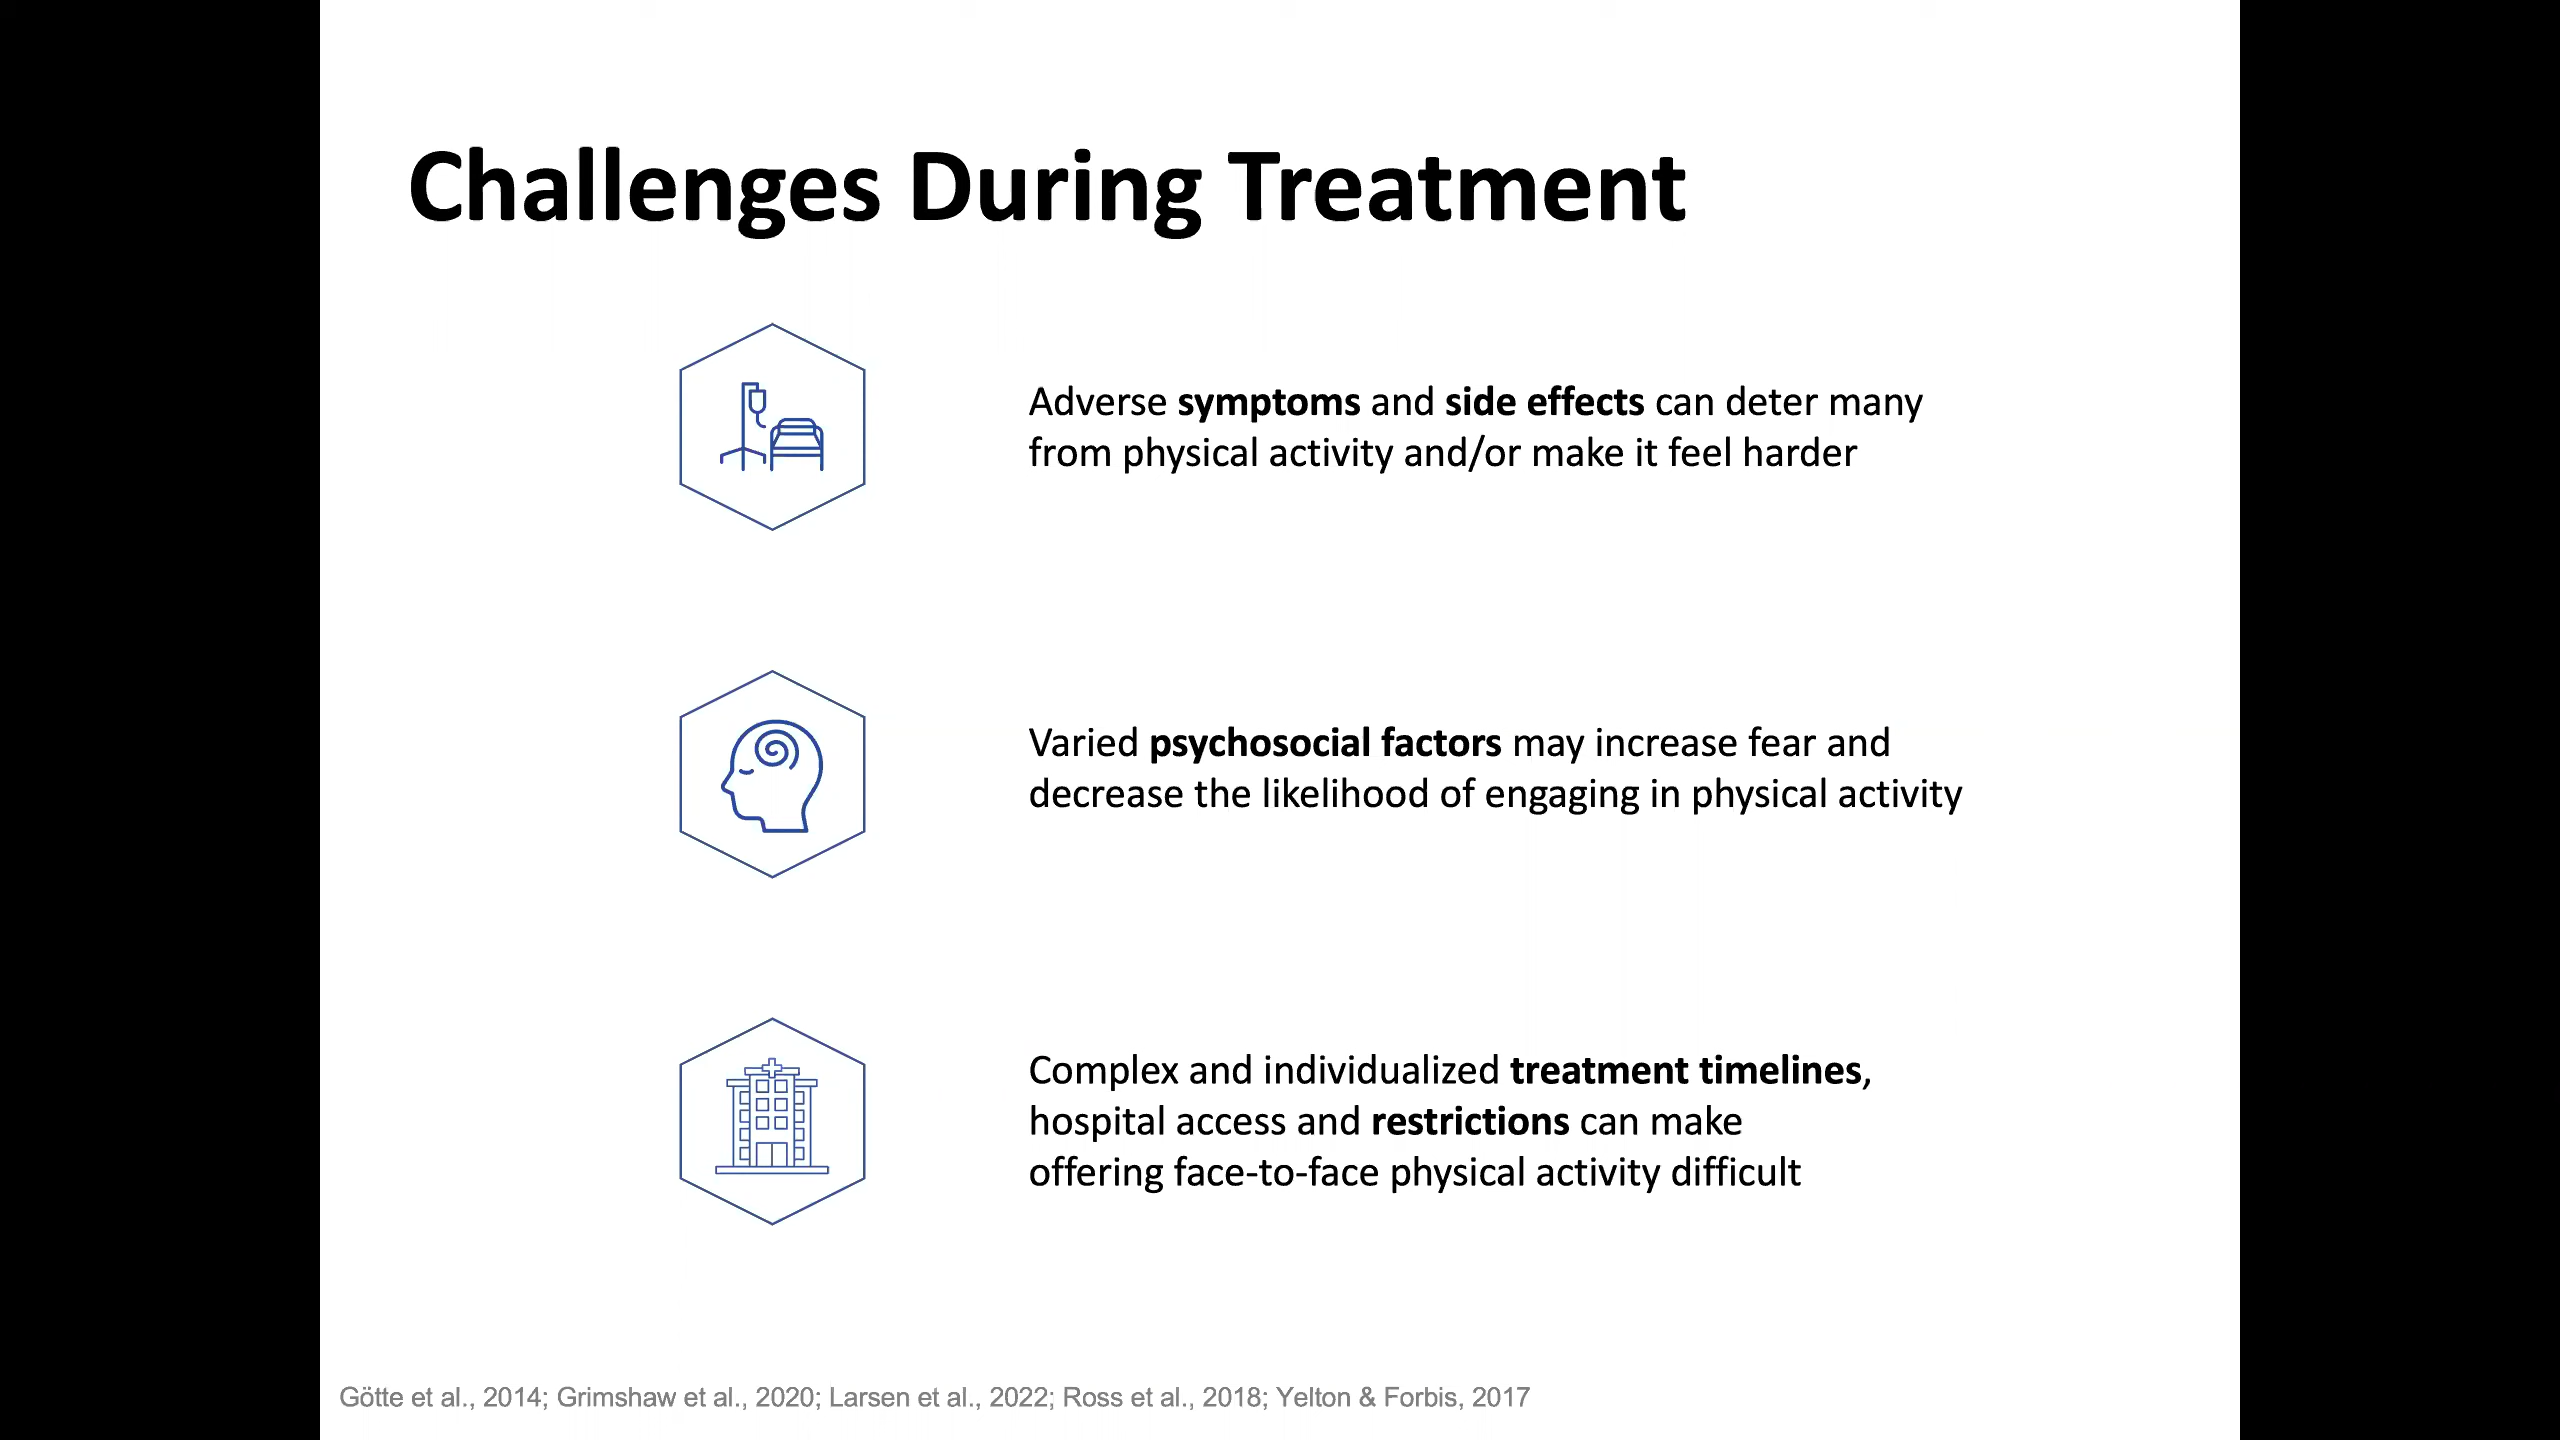 Challenges During Treatment
Adverse symptoms and side effects can deter many
from physical activity and/or make it feel harder
Varied psychosocial factors may increase fear and
decrease the likelihood of engaging in physical activity
Complex and individualized treatment timelines,
hospital access and restrictions can make
offering face-to-face physical activity difficult
Götte et al., 2014; Grimshaw et al., 2020; Larsen et al., 2022; Ross et al., 2018; Yelton & Forbis, 2017